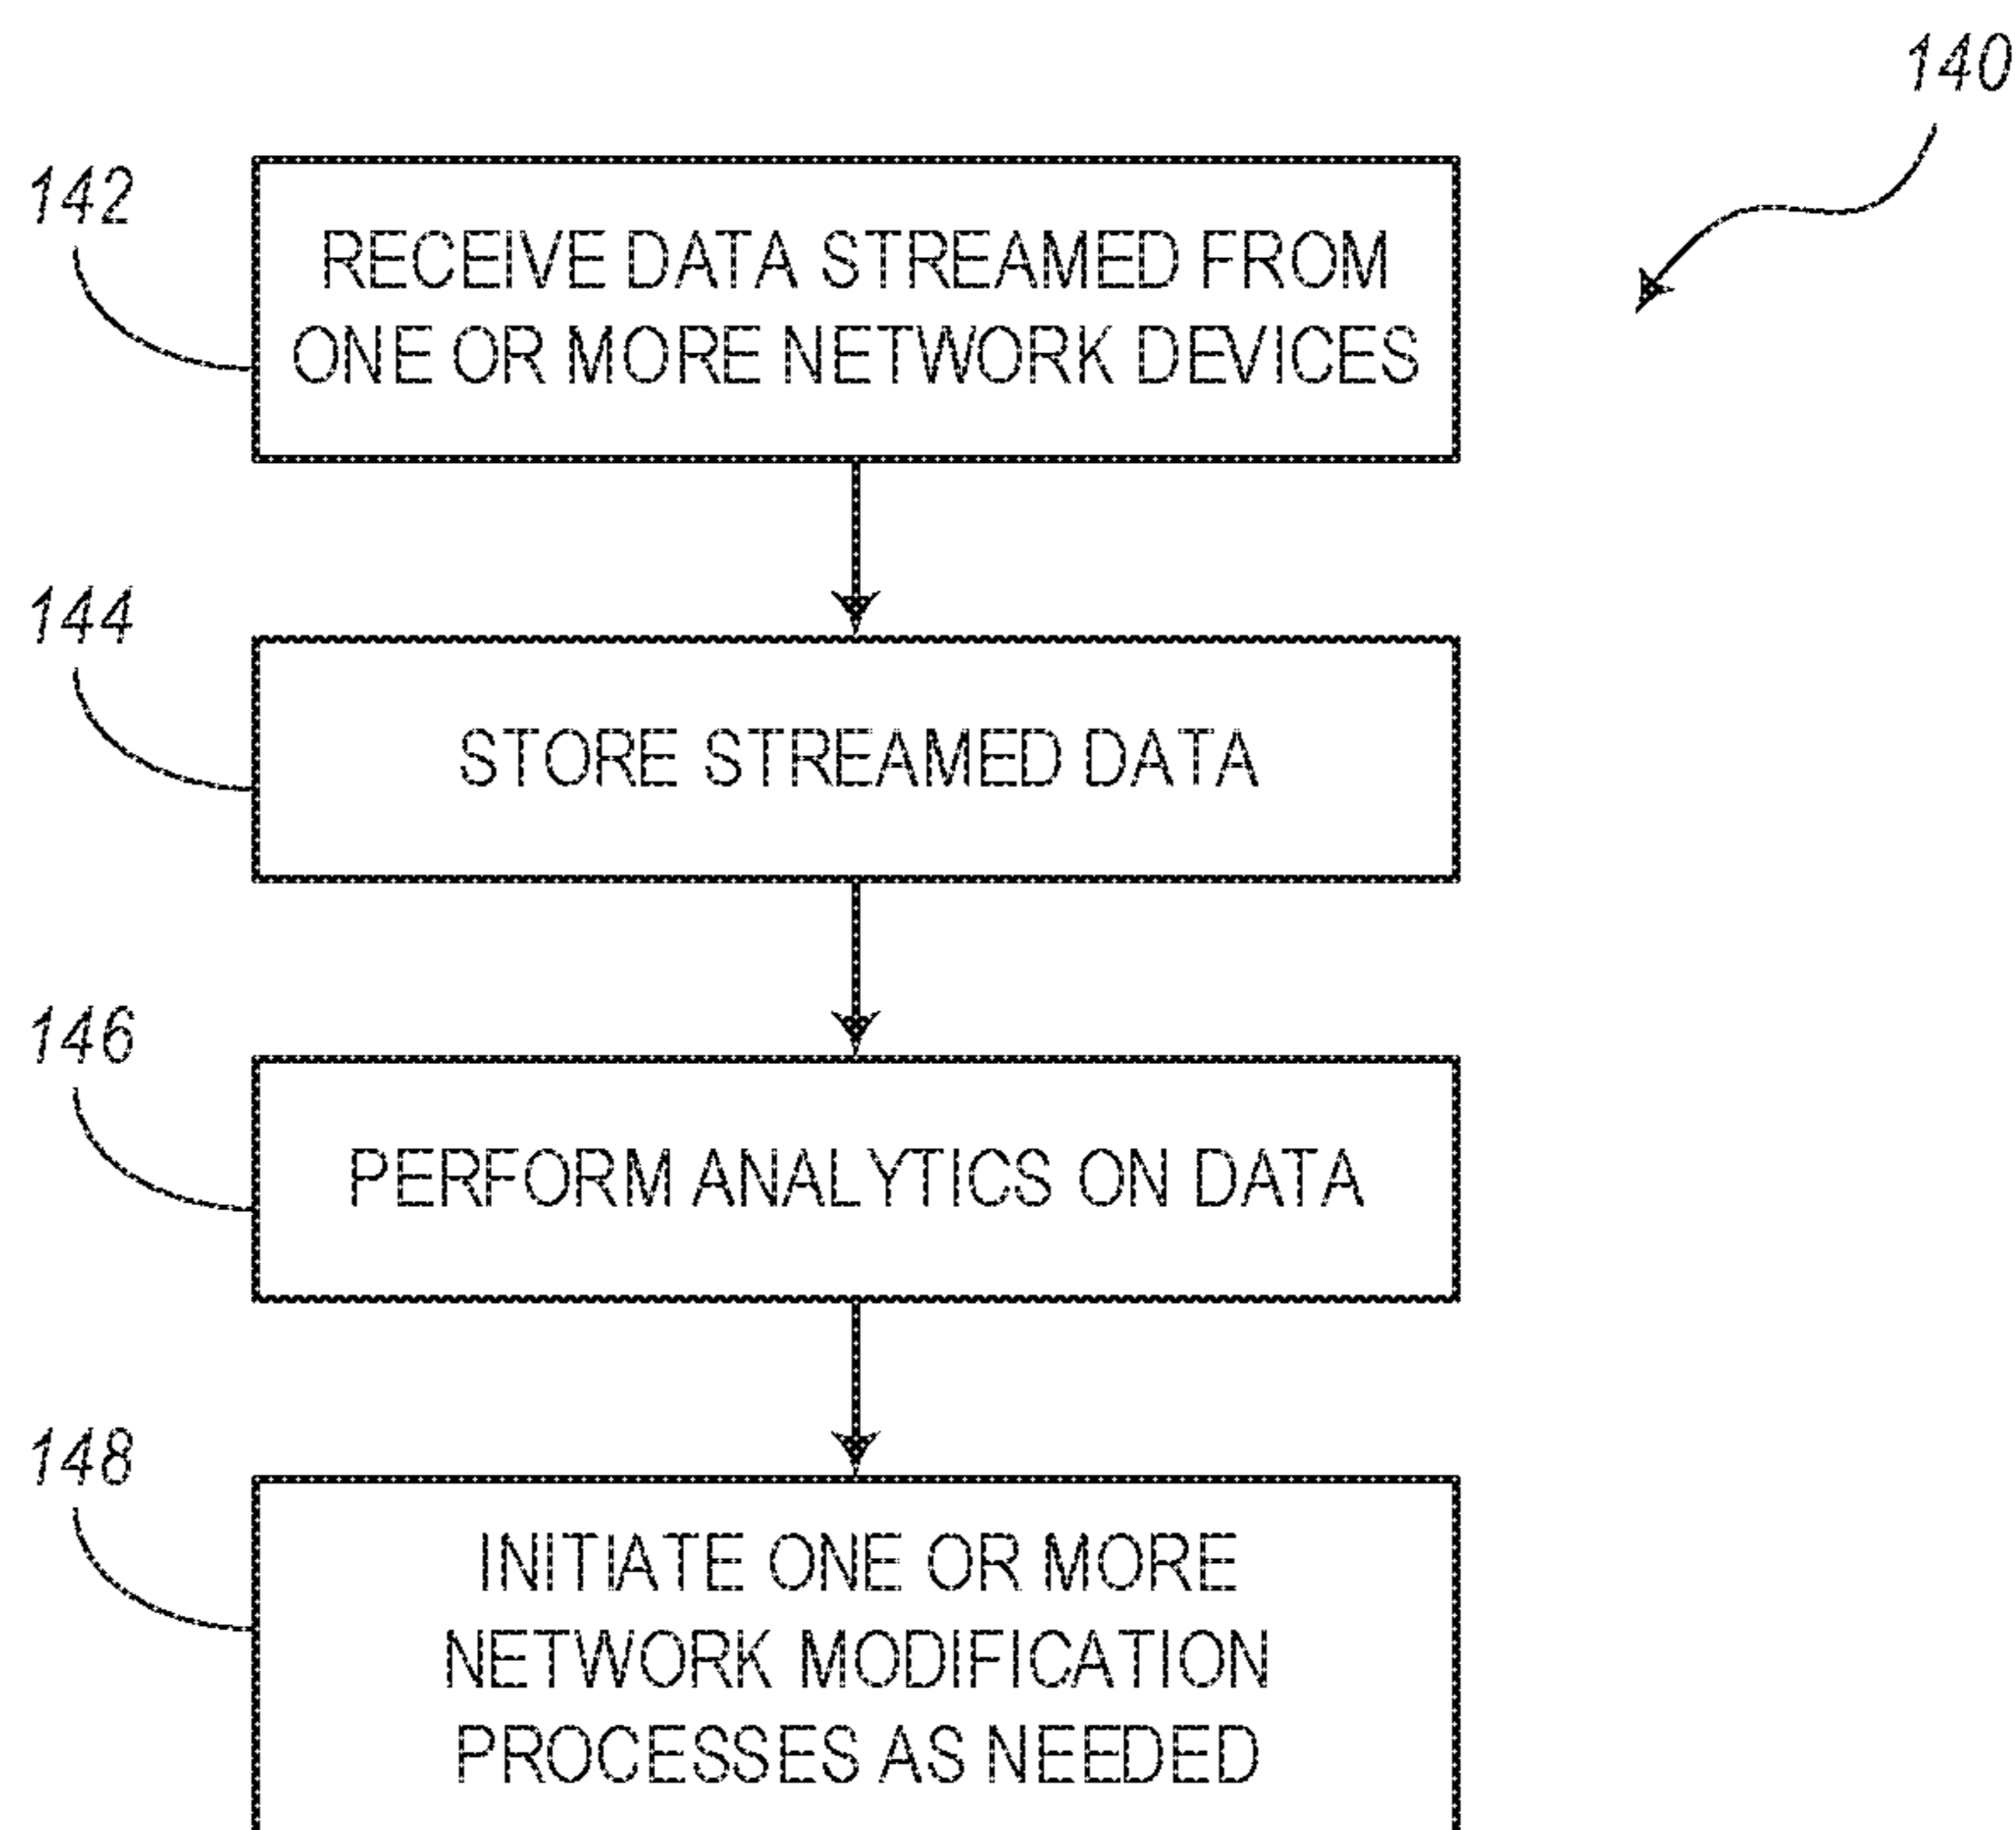 140
142
RECEIVE DATA STREAMED FROM
ONE OR MORE NETWORK DEVICES
144
STORE STREAMED DATA
146
PERFORM ANALYTICS ON DATA
148
INITIATE ONE OR MORE
NETWORK MODIFICATION
PROCESSES AS NEEDED